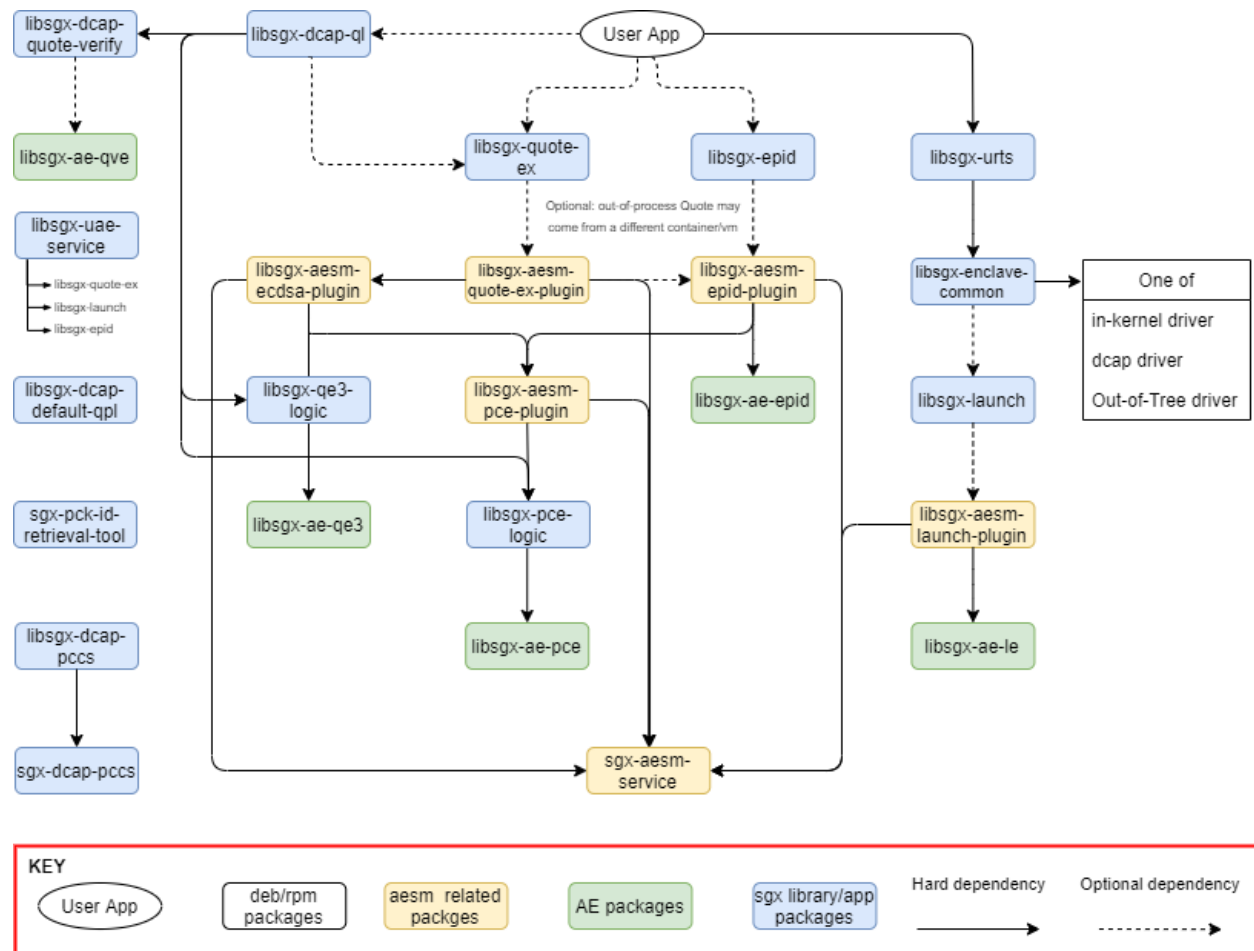 libsgx-dcap-
quote-verify
libsgx-dcap-ql
User App
libsgx-ae-qve
libsgx-quote-
ex
libsgx-epid
libsgx-urts
Optional: out-of-process Quote may
come from a different container/vm
libsgx-uae-
service
libsgx-quote-ex
libsgx-launch
libsgx-epid
libsgx-aesm-
ecdsa-plugin
libsgx-aesm-
quote-ex-plugin
libsgx-aesm-
epid-plugin
libsgx-enclave-
common
One of
in-kernel driver
dcap driver
Out-of-Tree driver
libsgx-dcap-
default-qpl
libsgx-qe3-
logic
libsgx-aesm-
pce-plugin
libsgx-ae-epid
libsgx-launch
sgx-pck-id-
retrieval-tool
libsgx-ae-qe3
libsgx-pce-
logic
libsgx-aesm-
launch-plugin
libsgx-dcap-
pccs
libsgx-ae-pce
libsgx-ae-le
sgx-dcap-pccs
sgx-aesm-
service
KEY
User App
deb/rpm
packages
aesm related
packges
AE packages
sgx library/app
packages
Hard dependency
Optional dependency